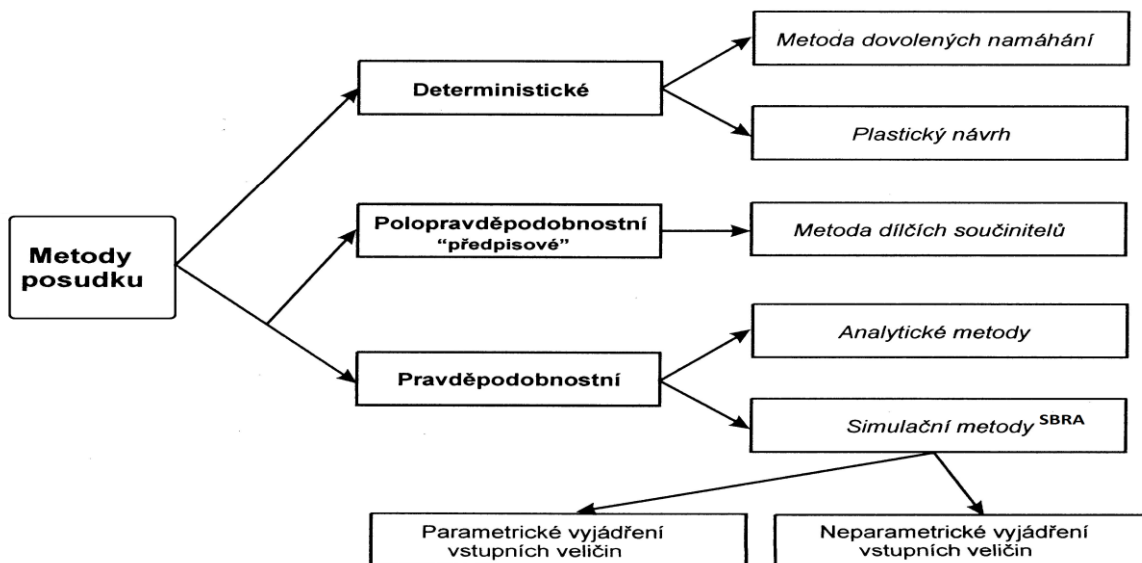 Metoda dovolených namáhání
Deterministické
Plastický návrh
Metody
posudku
Polopravděpodobnostní
“předpisové”
Metoda dílčích součinitelů
Analytické metody
Pravděpodobnostní
Simulační metody SBRA
Parametrické vyjádření
vstupních veličin
Neparametrické vyjádření
vstupních veličin